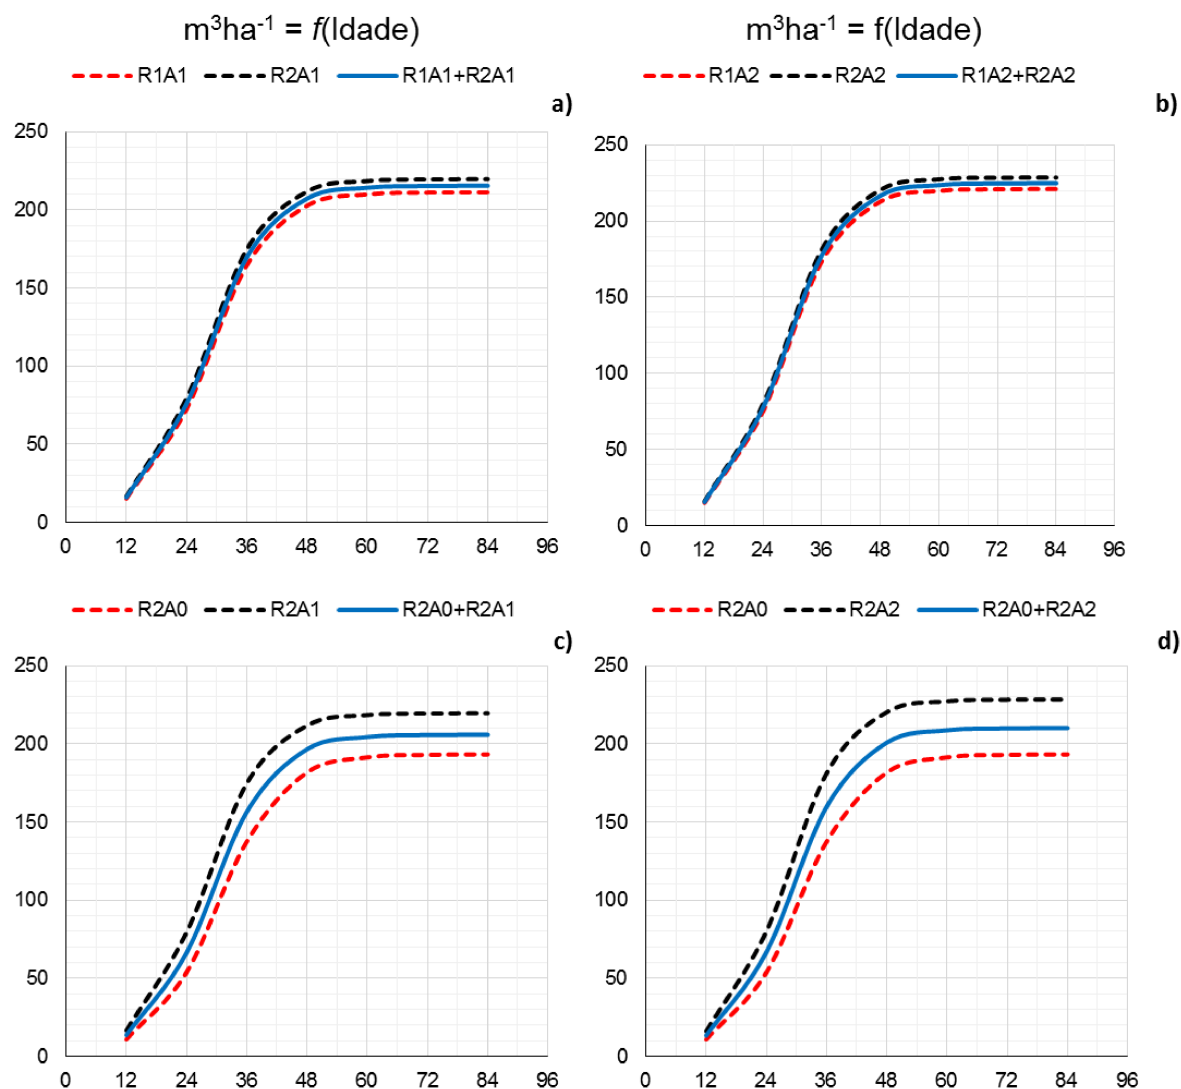 m³ha⁻¹ = f(Idade)
m³ha⁻¹ = f(Idade)
R1A1 R2A1 R1A1+R2A1
a)
250
200
150
100
50
0
0 12 24 36 48 60 72 84 96
R1A2 R2A2 R1A2+R2A2
b)
250
200
150
100
50
0
0 12 24 36 48 60 72 84 96
R2A0 R2A1 R2A0+R2A1
c)
250
200
150
100
50
0
0 12 24 36 48 60 72 84 96
R2A0 R2A2 R2A0+R2A2
d)
250
200
150
100
50
0
0 12 24 36 48 60 72 84 96